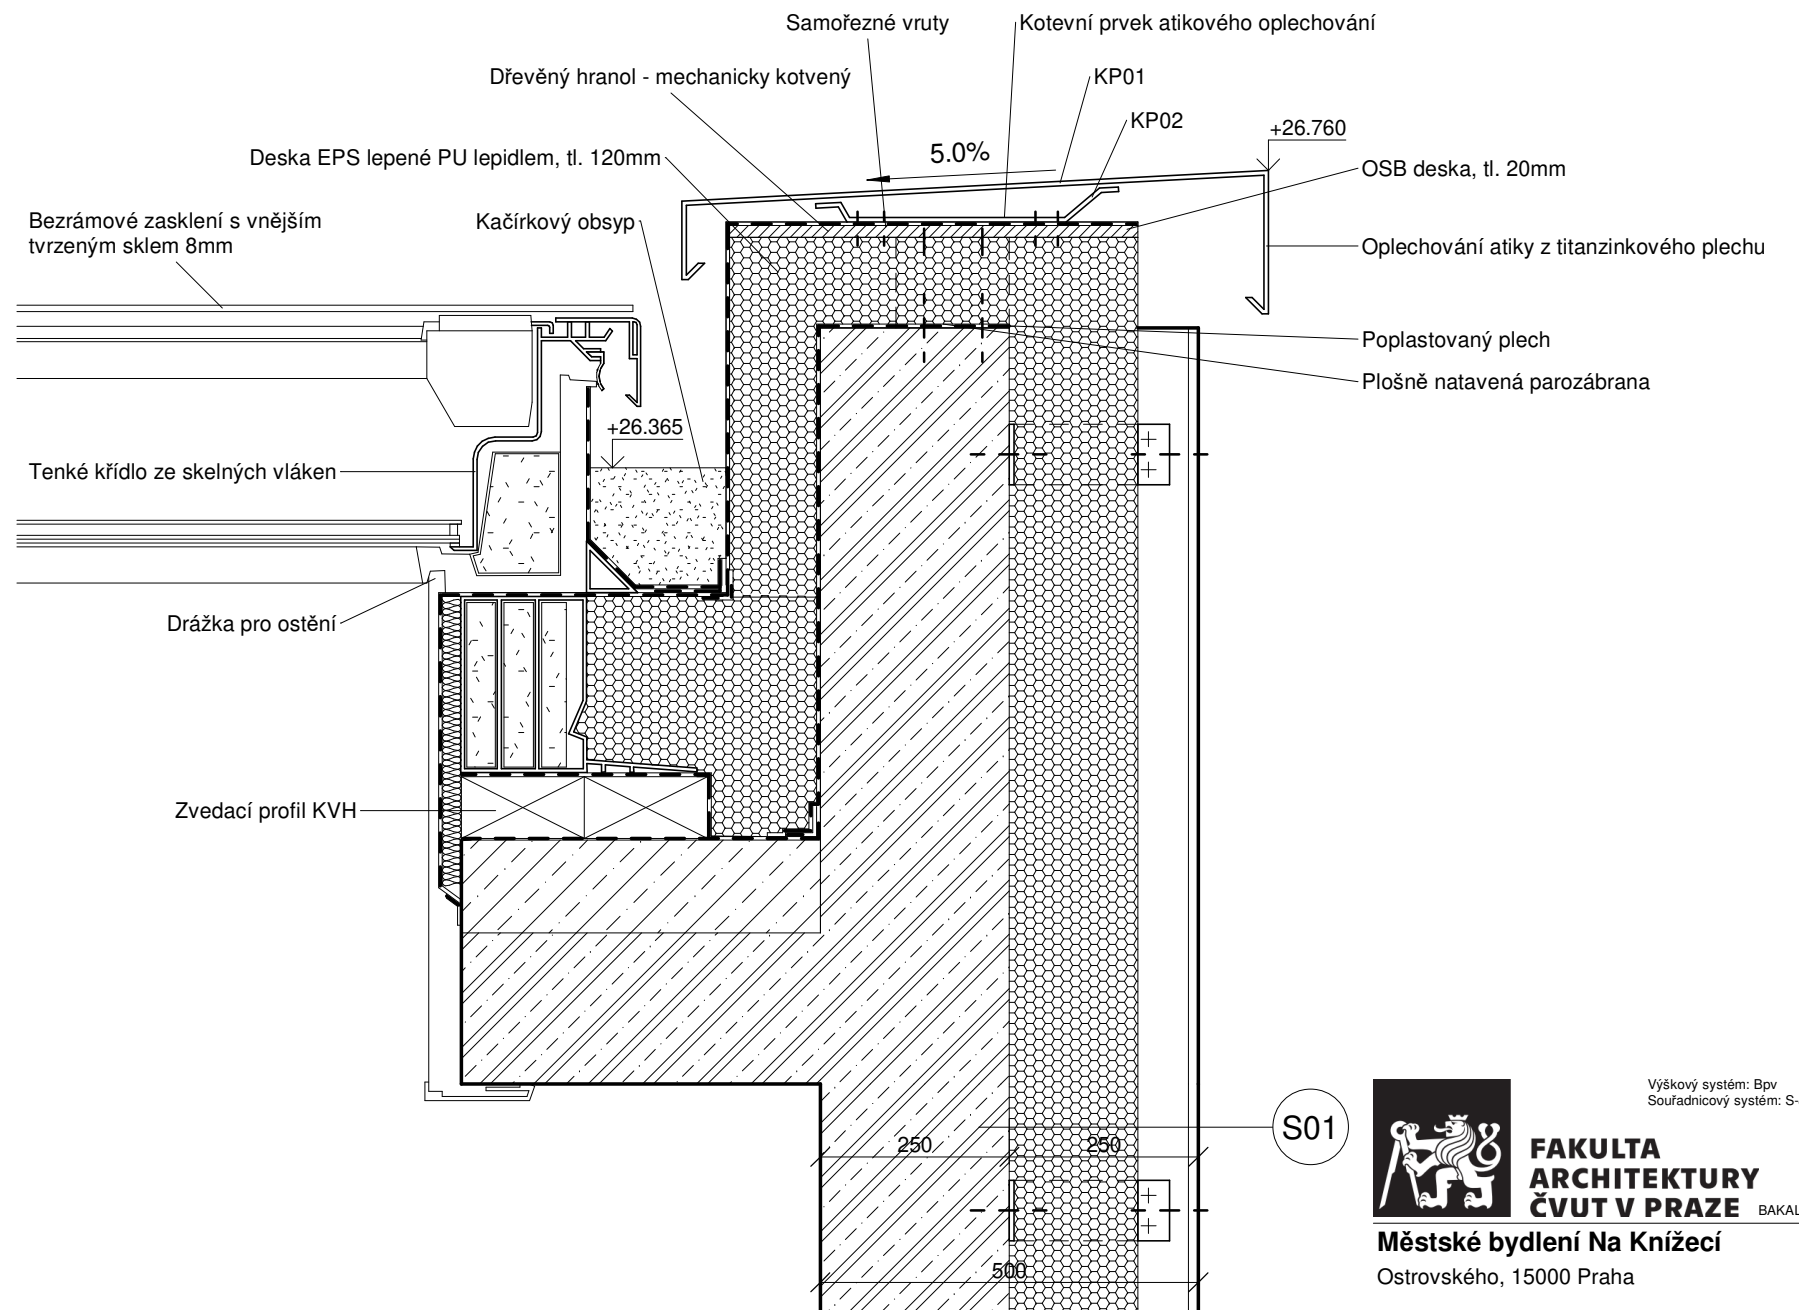 Samořezné vruty
Kotevní prvek atikového oplechování
Dřevěný hranol - mechanicky kotvený
KP01
KP02
+26.760
Deska EPS lepené PU lepidlem, tl. 120mm
5.0%
OSB deska, tl. 20mm
Bezrámové zasklení s vnějším
tvrzeným sklem 8mm
Kačírkový obsyp
Oplechování atiky z titanzinkového plechu
Poplastovaný plech
Plošně natavená parozábrana
+26.365
Tenké křídlo ze skelných vláken
Drážka pro ostění
Zvedací profil KVH
S01
250
250
500
Výškový systém: Bpv
Souřadnicový systém: S-
FAKULTA
ARCHITEKTURY
ČVUT V PRAZE
BAKAL
Městské bydlení Na Knížecí
Ostrovského, 15000 Praha